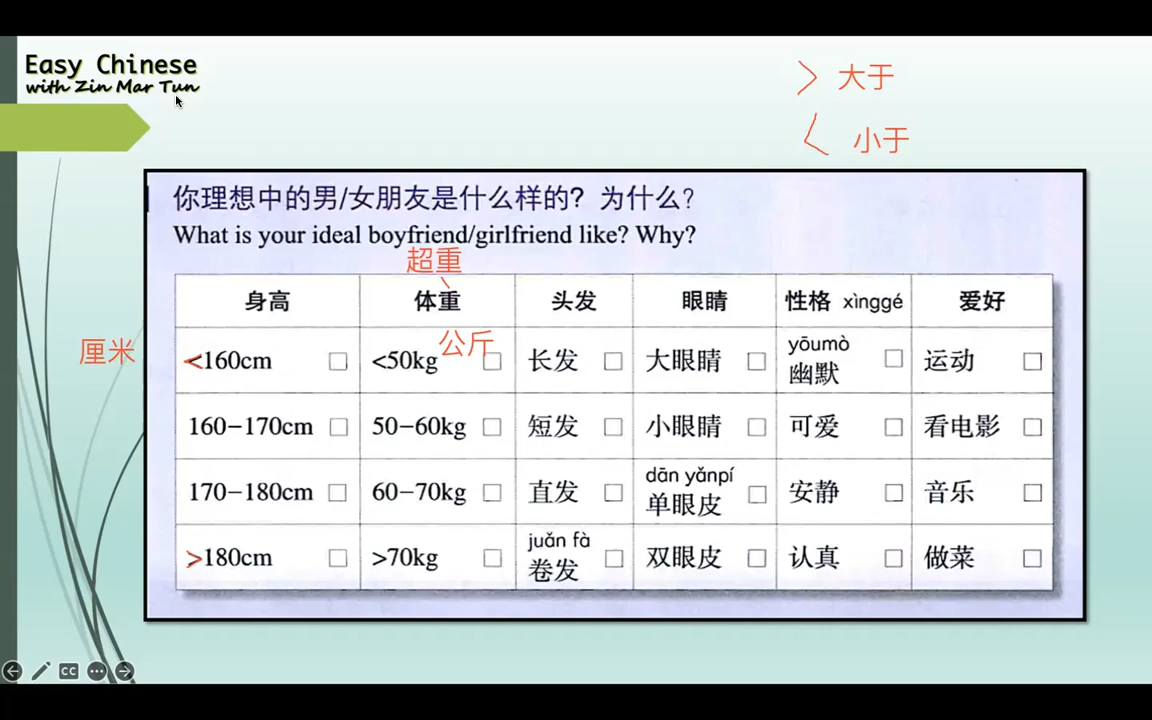 Easy Chinese
with Zin Mar Tun
> 大于
< 小于
你理想中的男/女朋友是什么样的? 为什么?
What is your ideal boyfriend/girlfriend like? Why?
超重
身高 体重 头发 眼睛 性格 xìnggé 爱好
厘米
公斤
<160cm <50kg 长发 大眼睛 yōumò 幽默 运动
160-170cm 50-60kg 短发 小眼睛 可爱 看电影
170-180cm 60-70kg 直发 dān yǎnpí 单眼皮 安静 音乐
>180cm >70kg juǎn fà 卷发 双眼皮 认真 做菜
CC